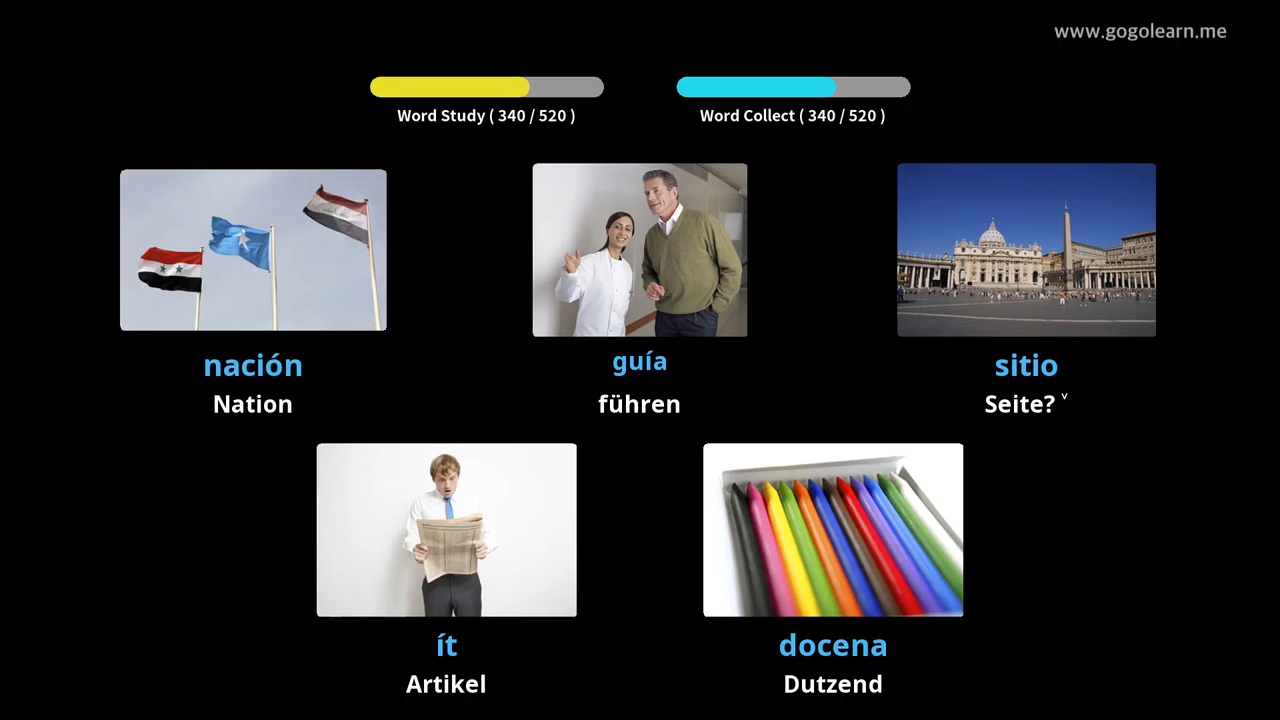 www.gogolearn.me
Word Study ( 340 / 520 )
Word Collect ( 340 / 520 )
nación
guía
sitio
Nation
führen
Seite? ˅
ít
docena
Artikel
Dutzend